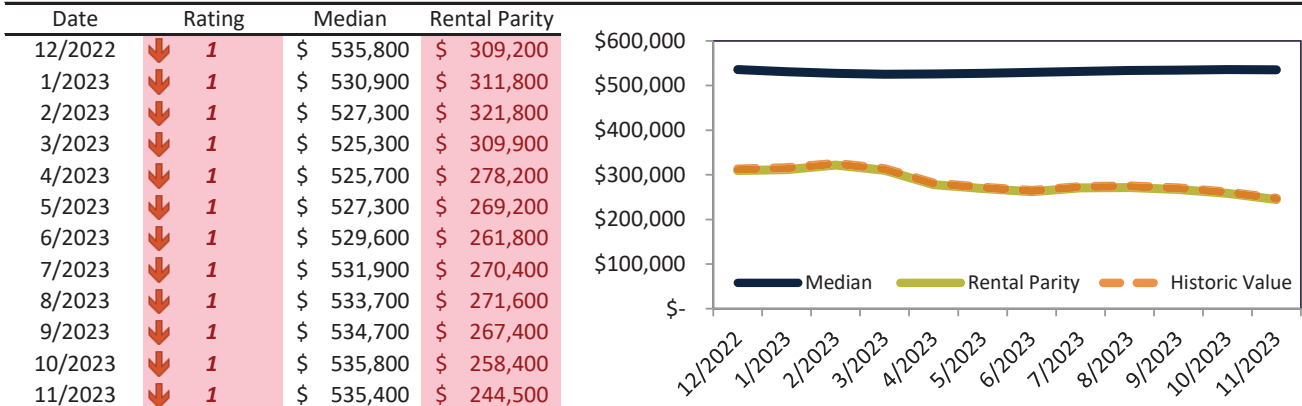 Date Rating Median Rental Parity
12/2022 1 $ 535,800 $ 309,200
1/2023 1 $ 530,900 $ 311,800
2/2023 1 $ 527,300 $ 321,800
3/2023 1 $ 525,300 $ 309,900
4/2023 1 $ 525,700 $ 278,200
5/2023 1 $ 527,300 $ 269,200
6/2023 1 $ 529,600 $ 261,800
7/2023 1 $ 531,900 $ 270,400
8/2023 1 $ 533,700 $ 271,600
9/2023 1 $ 534,700 $ 267,400
10/2023 1 $ 535,800 $ 258,400
11/2023 1 $ 535,400 $ 244,500
$600,000
$500,000
$400,000
$300,000
$200,000
$100,000
$-
Median Rental Parity Historic Value
12/2022 1/2023 2/2023 3/2023 4/2023 5/2023 6/2023 7/2023 8/2023 9/2023 10/2023 11/2023